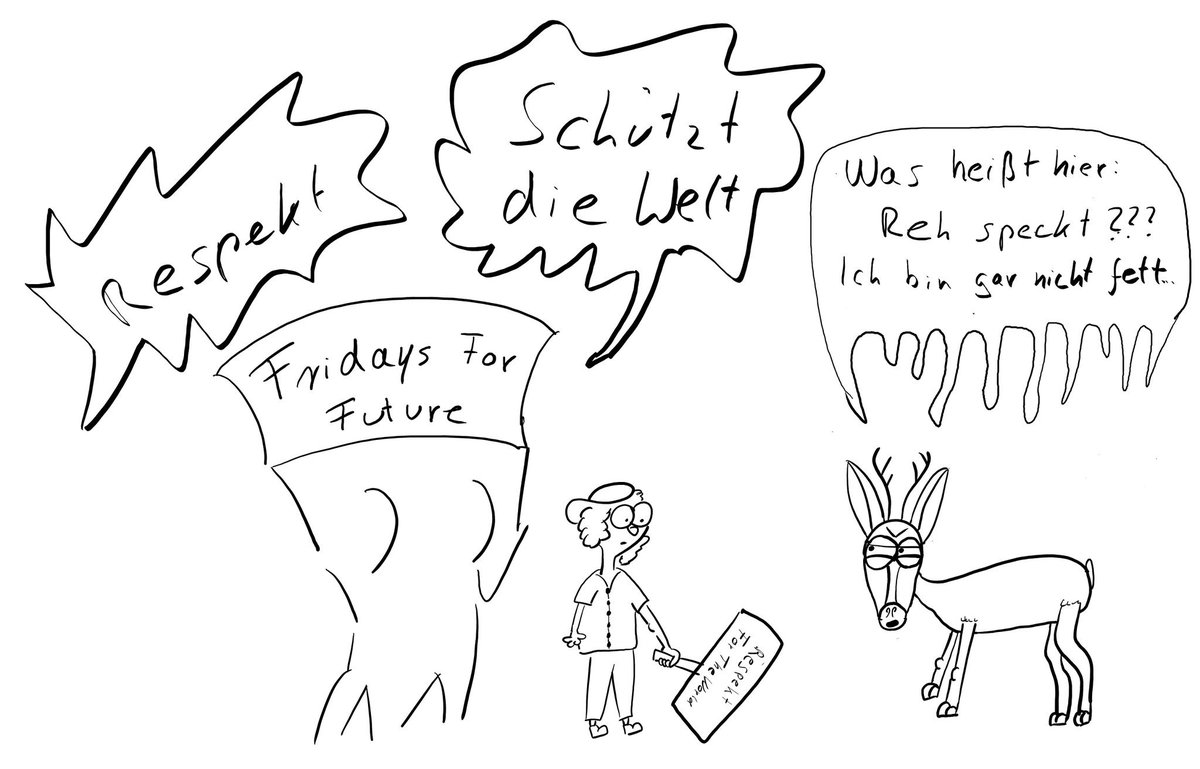 Respekt
Schützt
die Welt
Was heißt hier:
Reh speckt???
Ich bin gar nicht fett...
Fridays For
Future
Respekt
For The World